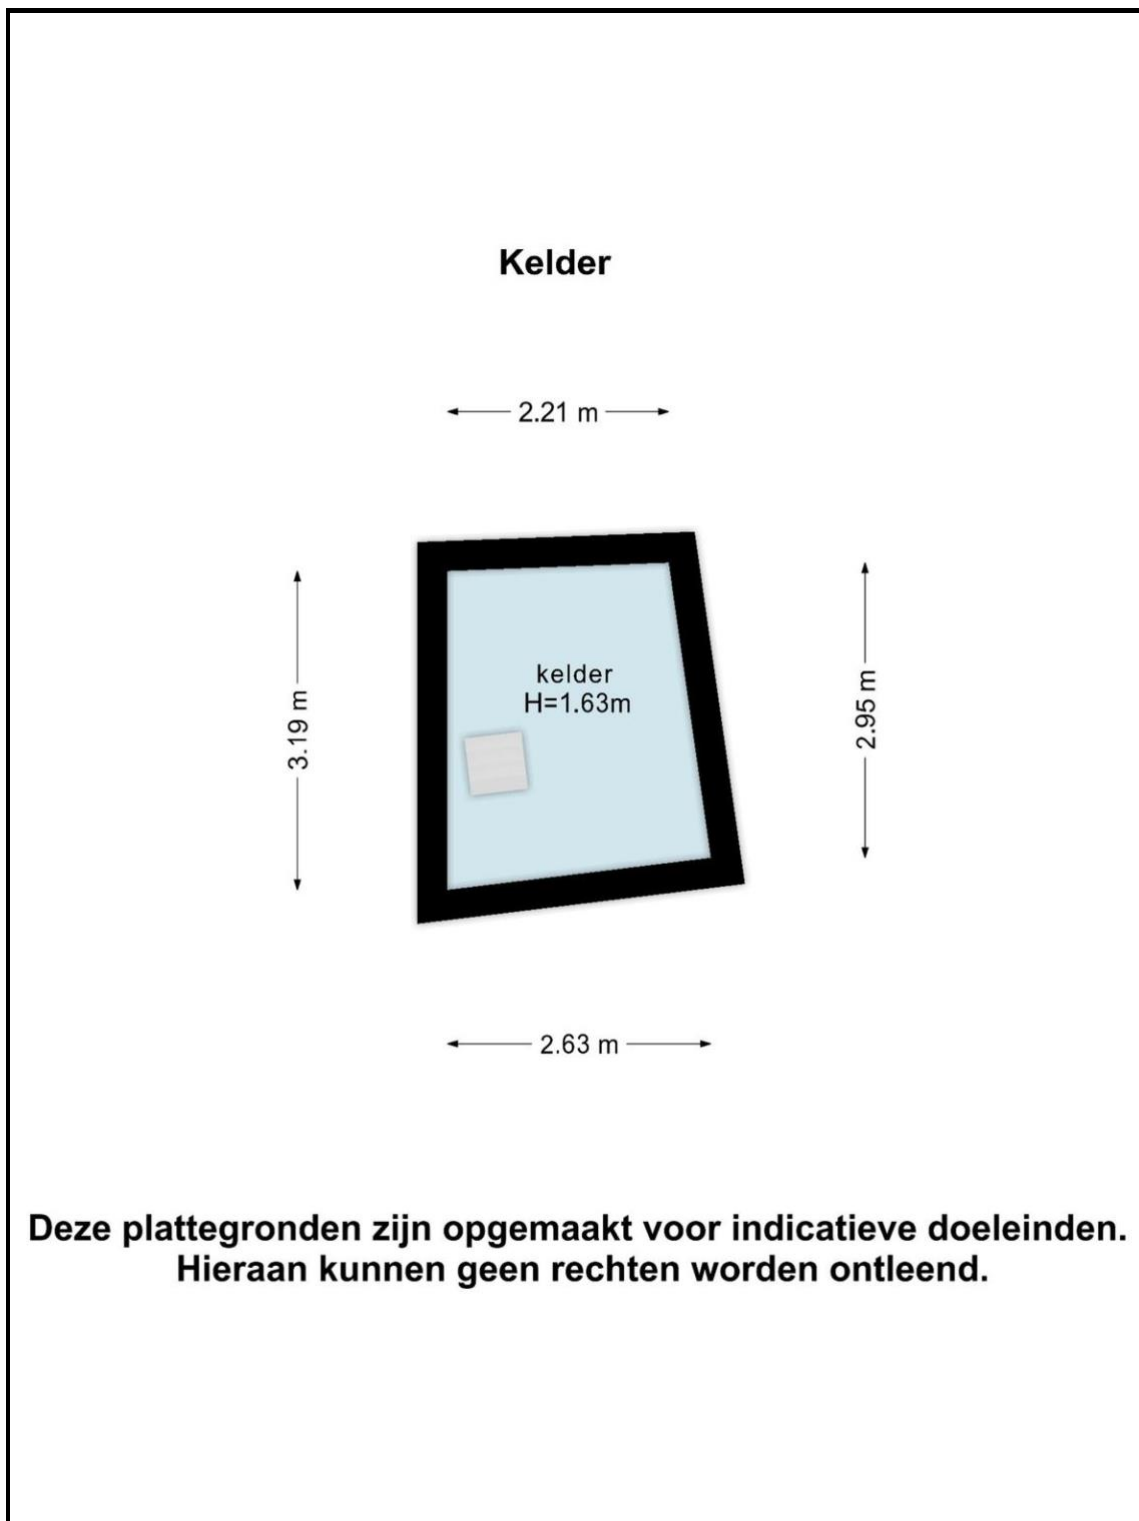 Kelder
2.21 m
kelder
H=1.63m
3.19 m
2.95 m
2.63 m
Deze plattegronden zijn opgemaakt voor indicatieve doeleinden.
Hieraan kunnen geen rechten worden ontleend.